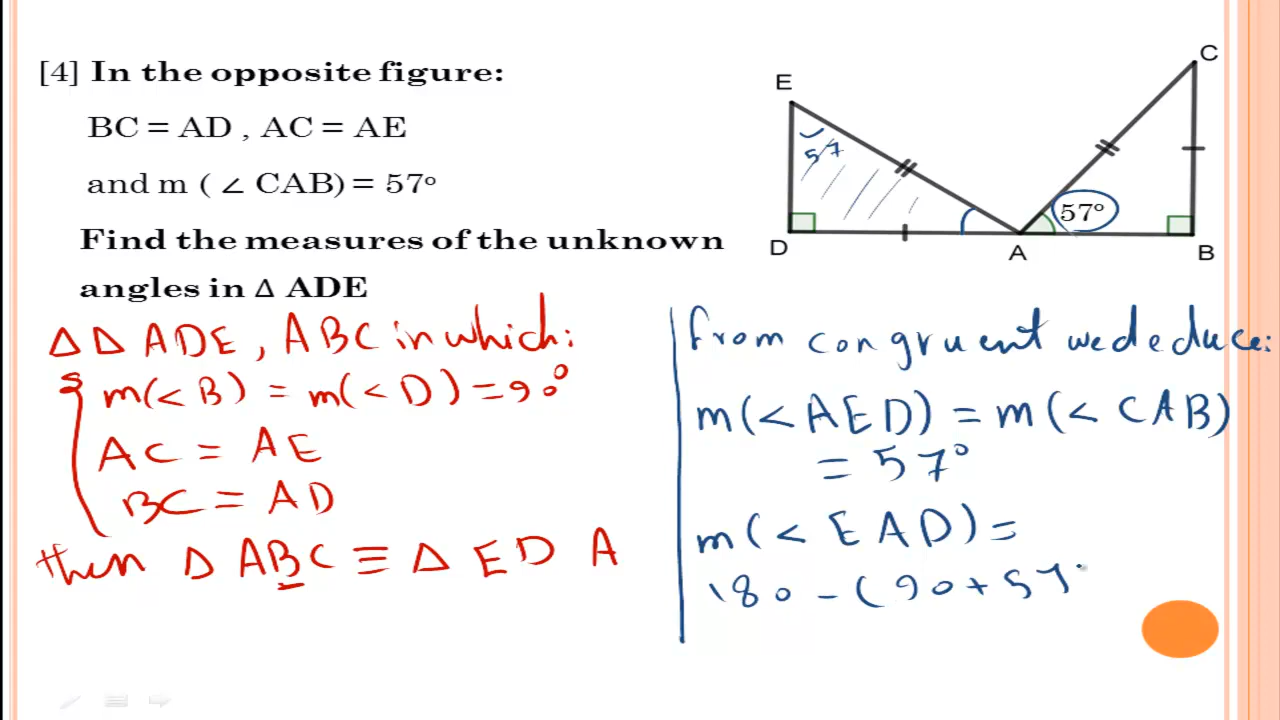 [4] In the opposite figure:
BC = AD , AC = AE
and m ( ∠ CAB) = 57°
Find the measures of the unknown
angles in Δ ADE
E
D
A
B
C
57
57°
Δ Δ ADE, ABC in which:
m(< B) = m(< D) = 90°
AC = AE
BC = AD
then Δ ABC ≡ Δ EDA
from congruent we deduce:
m(< AED) = m(< CAB)
= 57°
m(< EAD) =
180 - (90 + 57